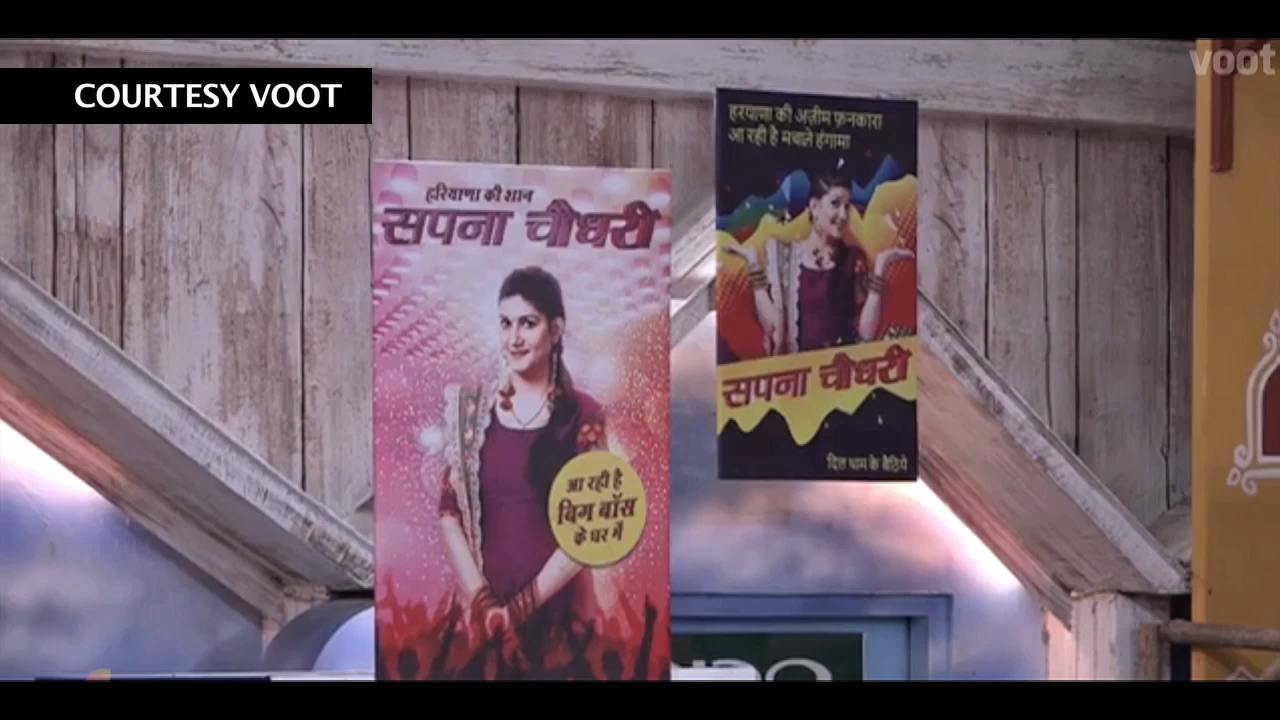 voot
COURTESY VOOT
हरियाणा की शान
सपना चौधरी
आ रही है
बिग बॉस
के घर में
हरयाणा की अज़ीम फ़नकारा
आ रही है मचाले हंगामा
सपना चौधरी
दिल थाम के बैठिये